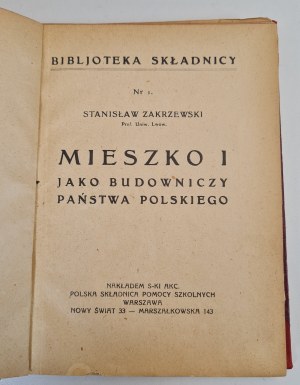 BIBLJOTEKA SKŁADNICY
Nr 1.
STANISŁAW ZAKRZEWSKI
Prof. Uniw. Lwow.
MIESZKO I
JAKO BUDOWNICZY
PAŃSTWA POLSKIEGO
NAKŁADEM S-KI AKC.
POLSKA SKŁADNICA POMOCY SZKOLNYCH
WARSZAWA
NOWY ŚWIAT 33 — MARSZAŁKOWSKA 143